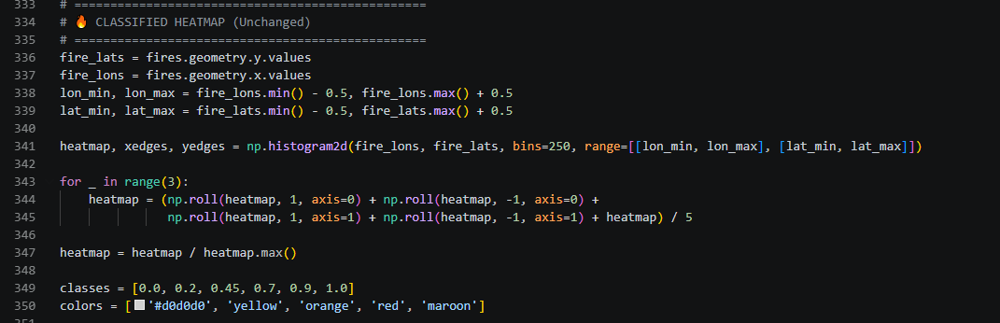 333 # =================================================
334 # 🔥 CLASSIFIED HEATMAP (Unchanged)
335 # =================================================
336 fire_lats = fires.geometry.y.values
337 fire_lons = fires.geometry.x.values
338 lon_min, lon_max = fire_lons.min() - 0.5, fire_lons.max() + 0.5
339 lat_min, lat_max = fire_lats.min() - 0.5, fire_lats.max() + 0.5
340
341 heatmap, xedges, yedges = np.histogram2d(fire_lons, fire_lats, bins=250, range=[[lon_min, lon_max], [lat_min, lat_max]])
342
343 for _ in range(3):
344     heatmap = (np.roll(heatmap, 1, axis=0) + np.roll(heatmap, -1, axis=0) +
345                np.roll(heatmap, 1, axis=1) + np.roll(heatmap, -1, axis=1) + heatmap) / 5
346
347 heatmap = heatmap / heatmap.max()
348
349 classes = [0.0, 0.2, 0.45, 0.7, 0.9, 1.0]
350 colors = ['#d0d0d0', 'yellow', 'orange', 'red', 'maroon']
351